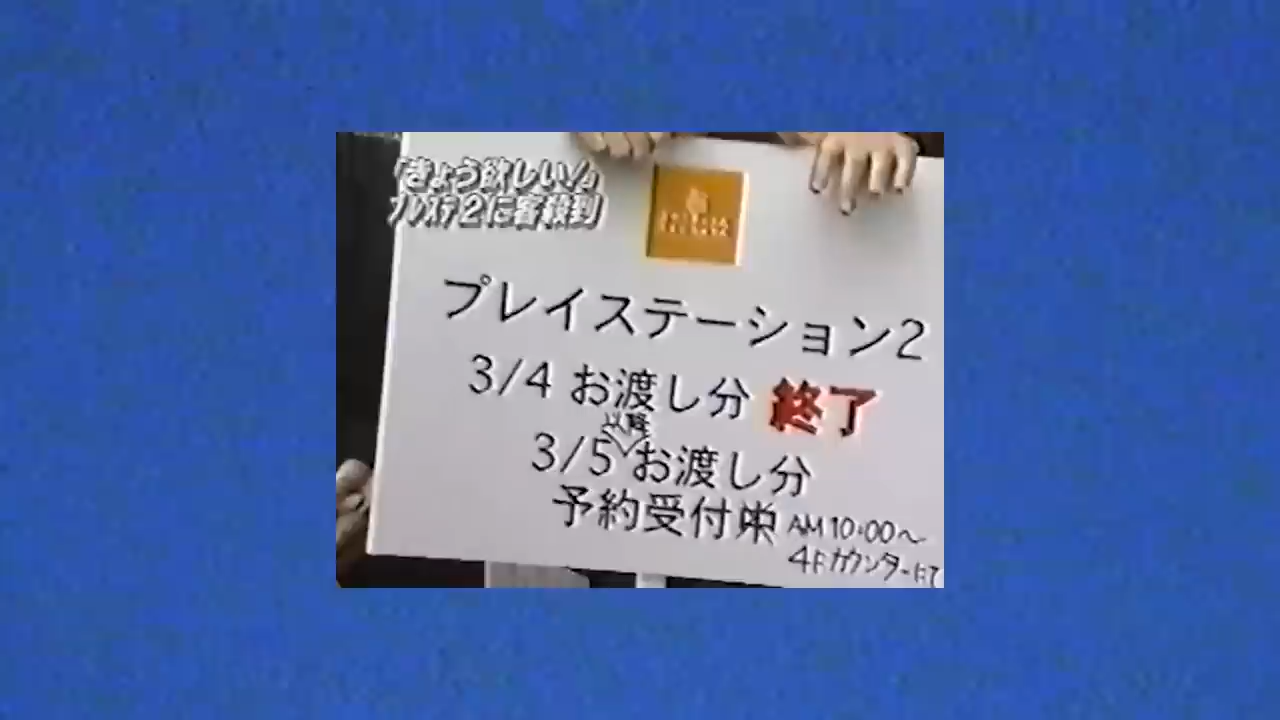 「きょう欲しい!」
プレステ2に客殺到
プレイステーション2
3/4 お渡し分 終了
以降
3/5 お渡し分
予約受付中 AM10:00～
4Fカウンターにて